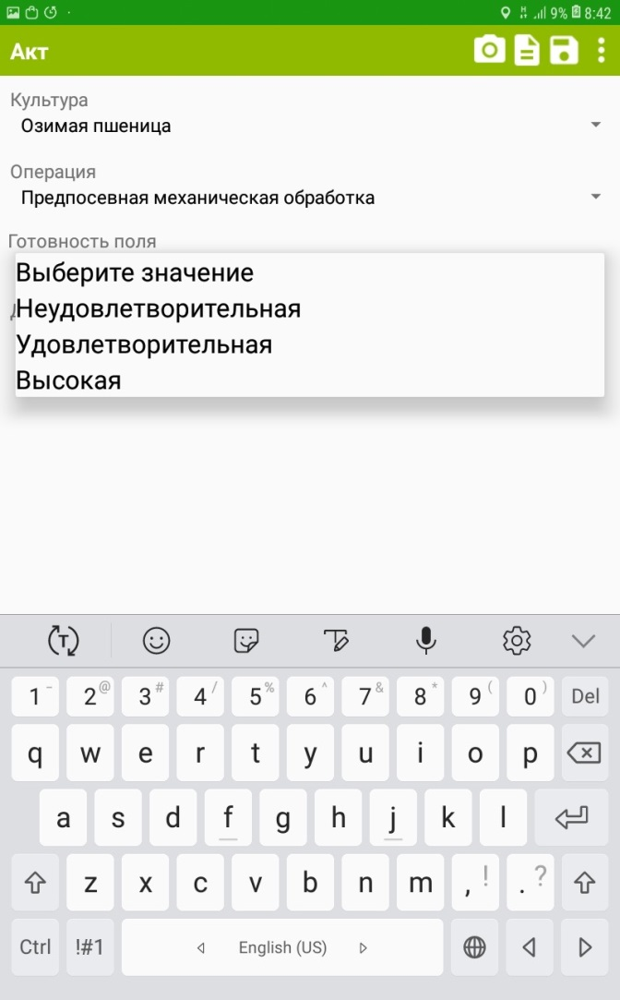 9% 8:42
Акт
Культура
Озимая пшеница
Операция
Предпосевная механическая обработка
Готовность поля
Выберите значение
Неудовлетворительная
Удовлетворительная
Высокая
T T
1 - 2 @ 3 # 4 / 5 % 6 ^ 7 & 8 * 9 ( 0 ) Del
q w e r t y u i o p
a s d f g h j k l
z x c v b n m , ! . ?
Ctrl !#1 English (US)